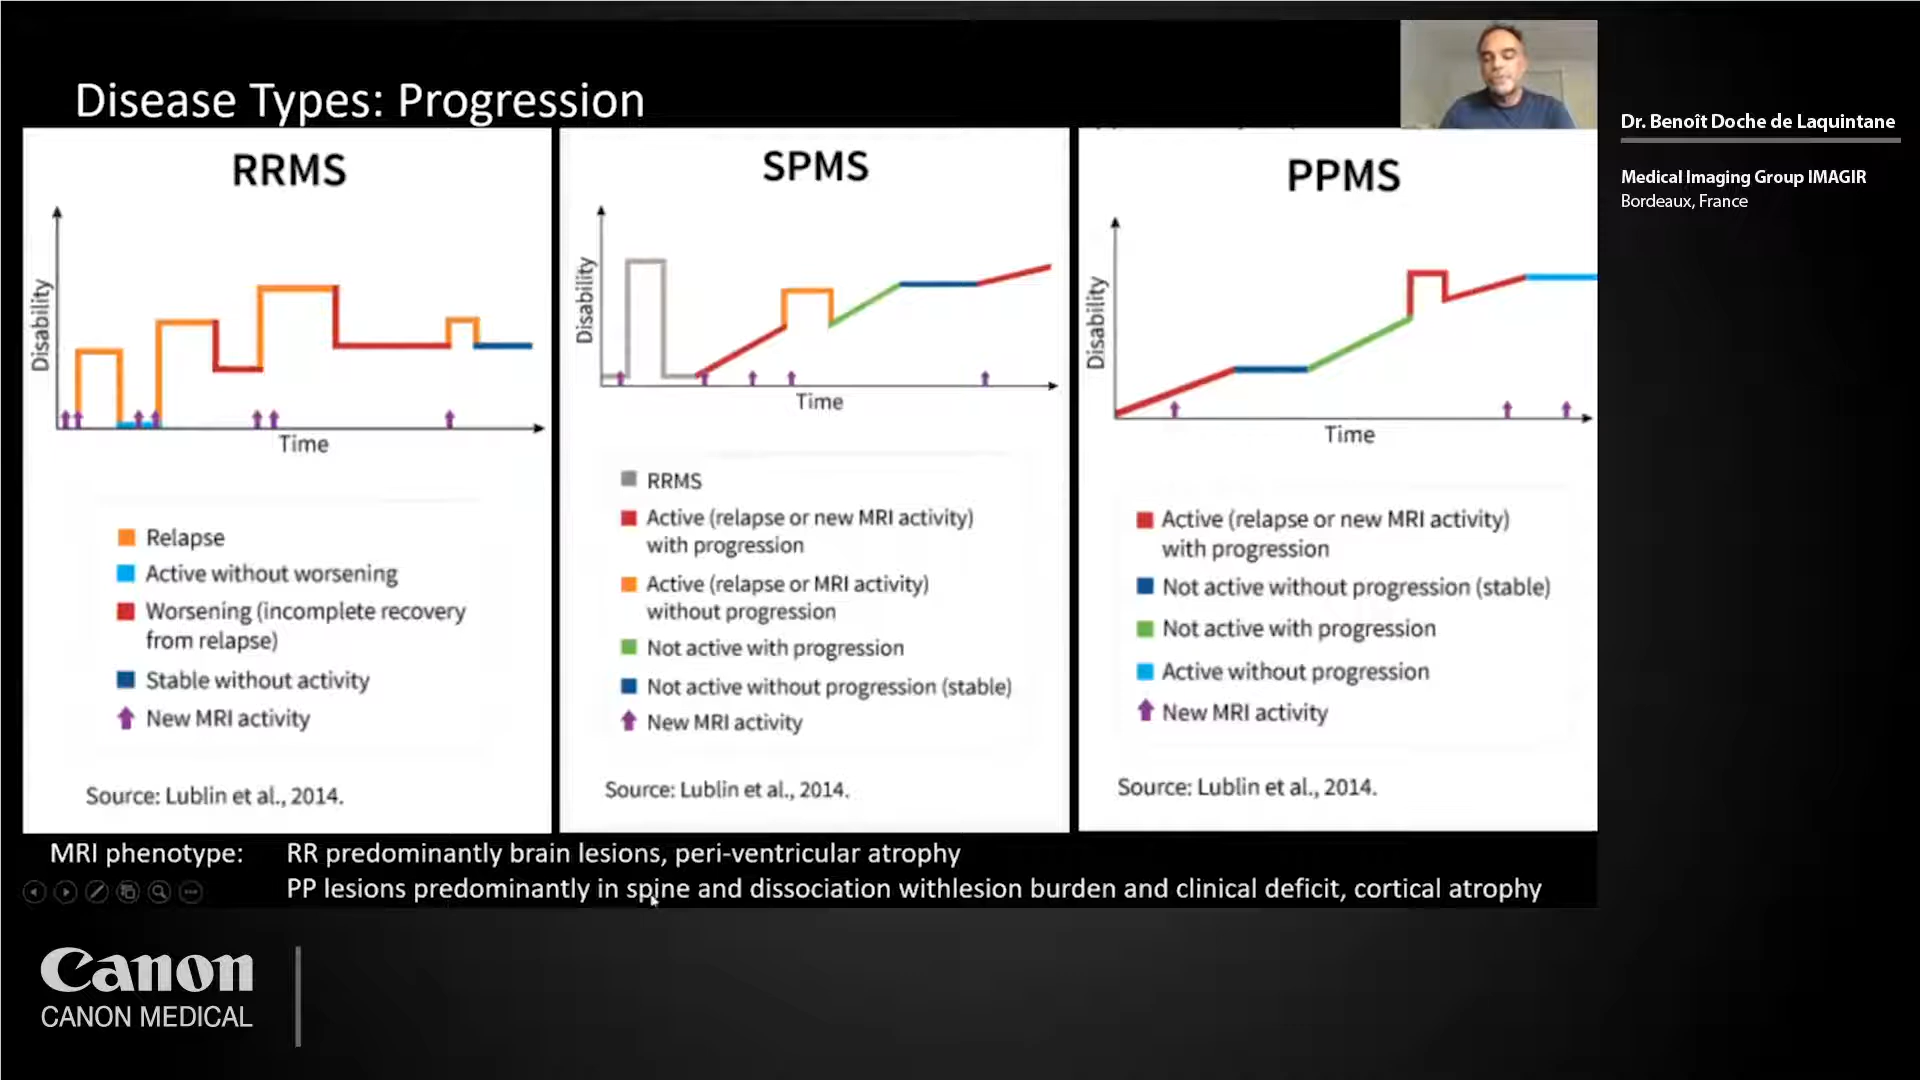 Disease Types: Progression
Dr. Benoît Doche de Laquintane
Medical Imaging Group IMAGIR
Bordeaux, France
RRMS
Disability
Time
Relapse
Active without worsening
Worsening (incomplete recovery
from relapse)
Stable without activity
New MRI activity
Source: Lublin et al., 2014.
SPMS
Disability
Time
RRMS
Active (relapse or new MRI activity)
with progression
Active (relapse or MRI activity)
without progression
Not active with progression
Not active without progression (stable)
New MRI activity
Source: Lublin et al., 2014.
PPMS
Disability
Time
Active (relapse or new MRI activity)
with progression
Not active without progression (stable)
Not active with progression
Active without progression
New MRI activity
Source: Lublin et al., 2014.
MRI phenotype: RR predominantly brain lesions, peri-ventricular atrophy
PP lesions predominantly in spine and dissociation withlesion burden and clinical deficit, cortical atrophy
Canon
CANON MEDICAL